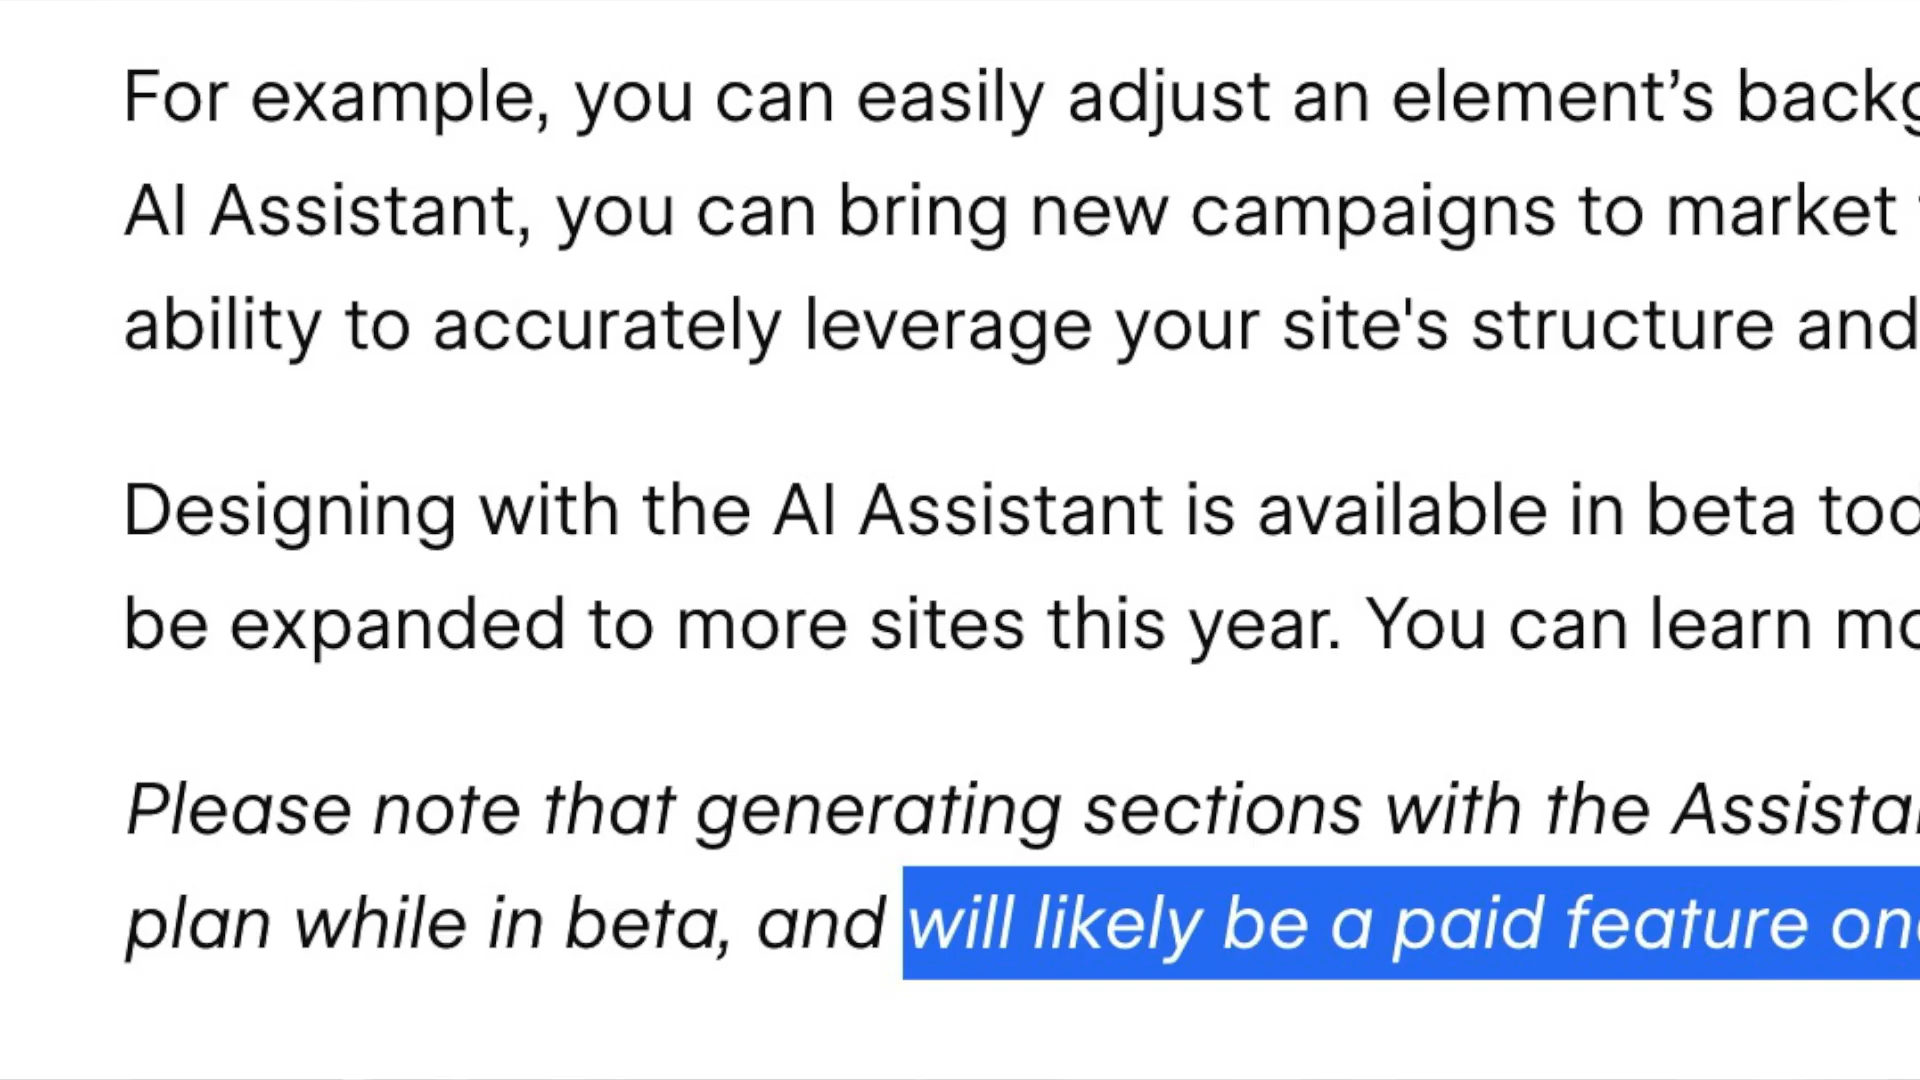 For example, you can easily adjust an element’s
AI Assistant, you can bring new campaigns to market
ability to accurately leverage your site's structure and
Designing with the AI Assistant is available in beta
be expanded to more sites this year. You can learn
Please note that generating sections with the
plan while in beta, and will likely be a paid feature